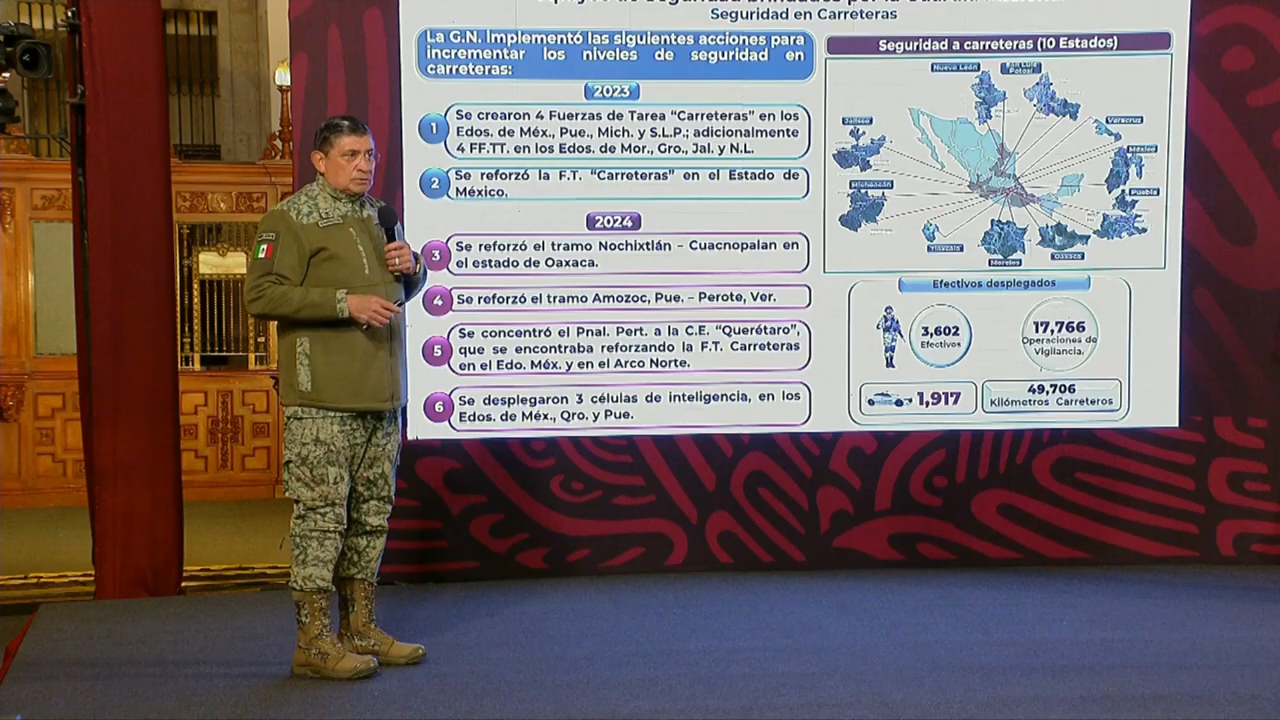 Seguridad en Carreteras
La G.N. Implementó las siguientes acciones para
incrementar los niveles de seguridad en
carreteras:
2023
1 Se crearon 4 Fuerzas de Tarea “Carreteras” en los
Edos. de Méx., Pue., Mich. y S.L.P.; adicionalmente
4 FF.TT. en los Edos. de Mor., Gro., Jal. y N.L.
2 Se reforzó la F.T. “Carreteras” en el Estado de
México.
2024
3 Se reforzó el tramo Nochixtlán – Cuacnopalan en
el estado de Oaxaca.
4 Se reforzó el tramo Amozoc, Pue. – Perote, Ver.
5 Se concentró el Pnal. Pert. a la C.E. “Querétaro”,
que se encontraba reforzando la F.T. Carreteras
en el Edo. Méx. y en el Arco Norte.
6 Se desplegaron 3 células de inteligencia, en los
Edos. de Méx., Qro. y Pue.
Seguridad a carreteras (10 Estados)
Nuevo León
San Luis
Potosí
Jalisco
Veracruz
México
Michoacán
Puebla
Tlaxcala
Morelos
Oaxaca
Efectivos desplegados
3,602
Efectivos
17,766
Operaciones de
Vigilancia.
1,917
49,706
Kilómetros Carreteros